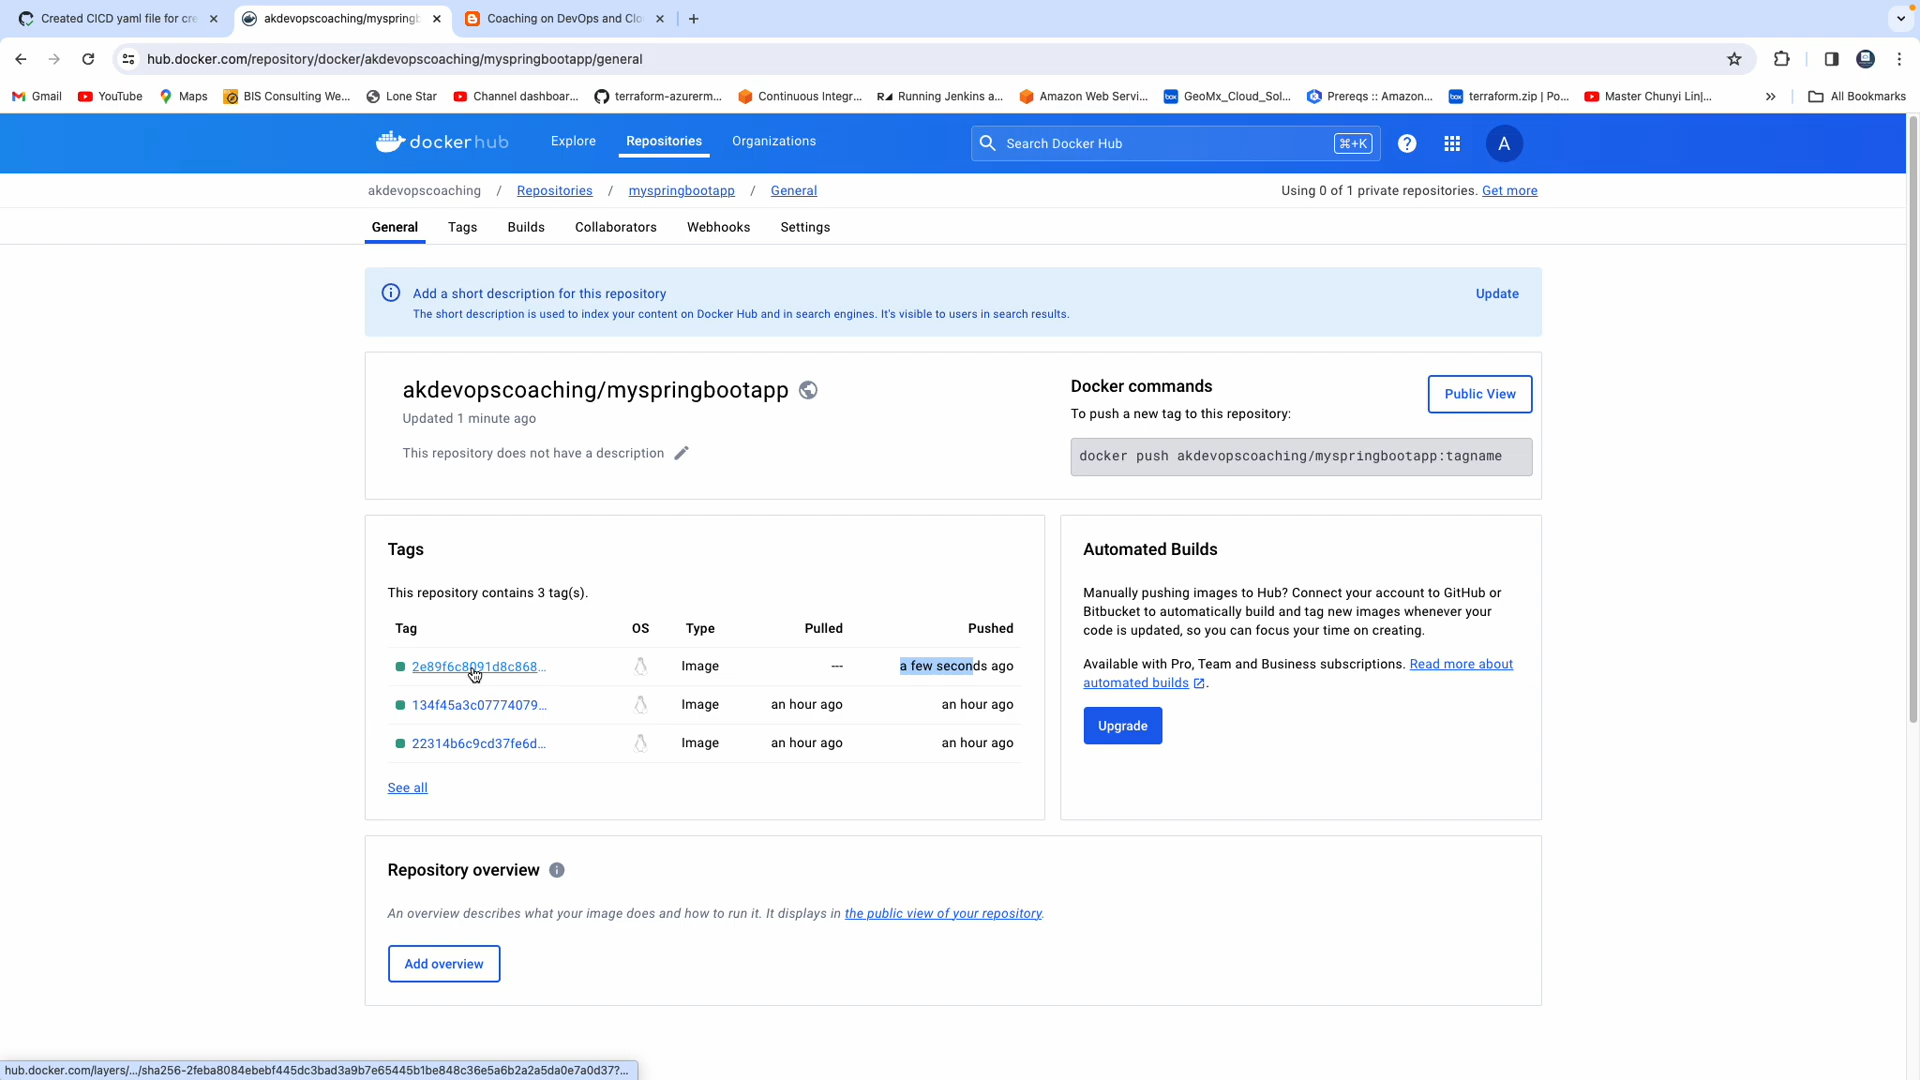 Created CICD yaml file for cre
akdevopscoaching/myspringb
Coaching on DevOps and Clo
hub.docker.com/repository/docker/akdevopscoaching/myspringbootapp/general
Gmail YouTube Maps BIS Consulting We... Lone Star Channel dashboar... terraform-azurerm... Continuous Integr... Running Jenkins a... Amazon Web Servi... GeoMx_Cloud_Sol... Prereqs :: Amazon... terraform.zip | Po... Master Chunyi Lin|... » All Bookmarks
dockerhub Explore Repositories Organizations Search Docker Hub ⌘+K ? A
akdevopscoaching / Repositories / myspringbootapp / General Using 0 of 1 private repositories. Get more
General Tags Builds Collaborators Webhooks Settings
Add a short description for this repository Update
The short description is used to index your content on Docker Hub and in search engines. It's visible to users in search results.
akdevopscoaching/myspringbootapp
Updated 1 minute ago
This repository does not have a description
Docker commands Public View
To push a new tag to this repository:
docker push akdevopscoaching/myspringbootapp:tagname
Tags
This repository contains 3 tag(s).
Tag OS Type Pulled Pushed
2e89f6c8091d8c868... Image --- a few seconds ago
134f45a3c07774079... Image an hour ago an hour ago
22314b6c9cd37fe6d... Image an hour ago an hour ago
See all
Automated Builds
Manually pushing images to Hub? Connect your account to GitHub or
Bitbucket to automatically build and tag new images whenever your
code is updated, so you can focus your time on creating.
Available with Pro, Team and Business subscriptions. Read more about
automated builds .
Upgrade
Repository overview
An overview describes what your image does and how to run it. It displays in the public view of your repository.
Add overview
hub.docker.com/layers/.../sha256-2feba8084ebebf445dc3bad3a9b7e65445b1be848c36e5a6b2a2a5da0e7a0d37?...